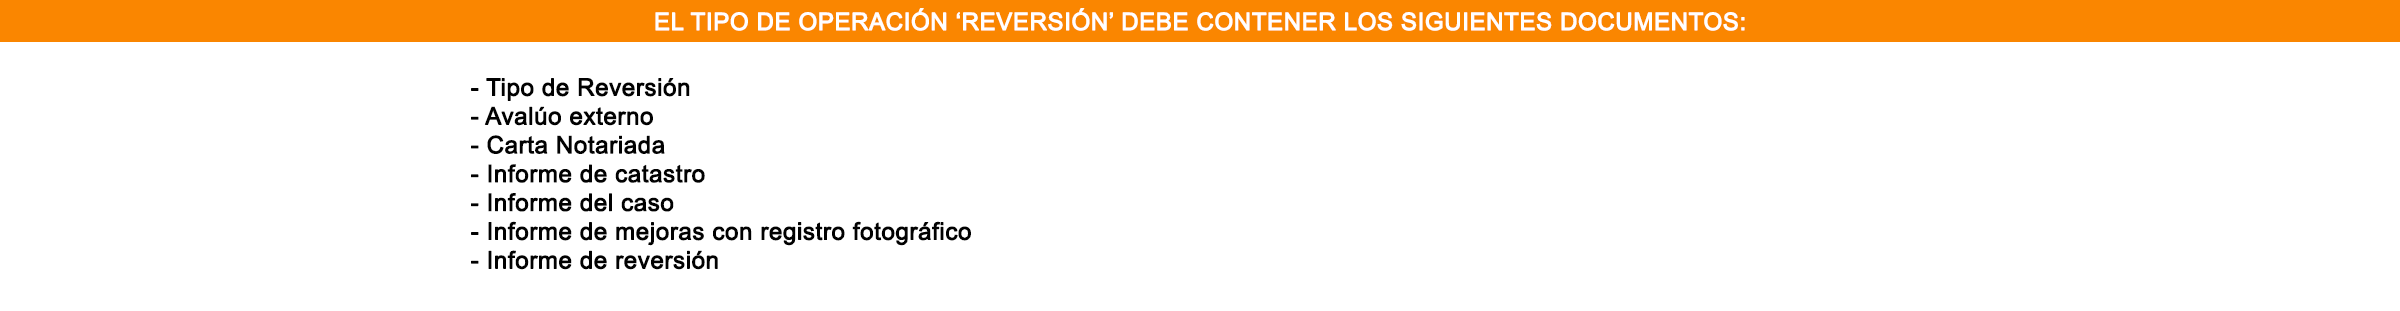 EL TIPO DE OPERACIÓN ‘REVERSIÓN’ DEBE CONTENER LOS SIGUIENTES DOCUMENTOS:
- Tipo de Reversión
- Avalúo externo
- Carta Notariada
- Informe de catastro
- Informe del caso
- Informe de mejoras con registro fotográfico
- Informe de reversión